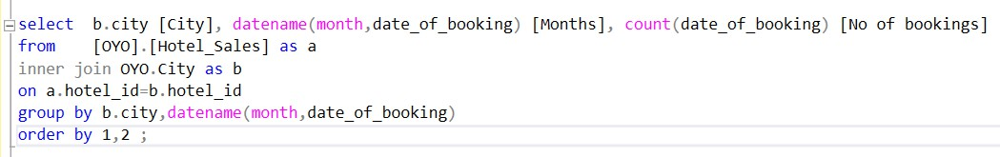 select  b.city [City], datename(month,date_of_booking) [Months], count(date_of_booking) [No of bookings]
from    [OYO].[Hotel_Sales] as a
inner join OYO.City as b
on a.hotel_id=b.hotel_id
group by b.city,datename(month,date_of_booking)
order by 1,2 ;